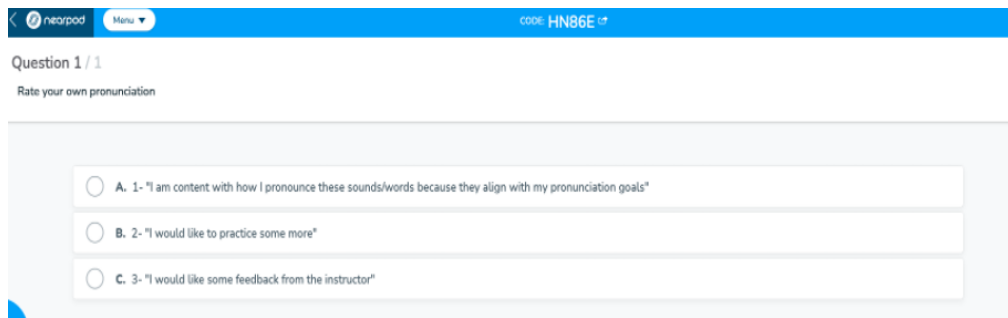 nearpod Menu CODE: HN86E
Question 1 / 1
Rate your own pronunciation
A. 1- "I am content with how I pronounce these sounds/words because they align with my pronunciation goals"
B. 2- "I would like to practice some more"
C. 3- "I would like some feedback from the instructor"